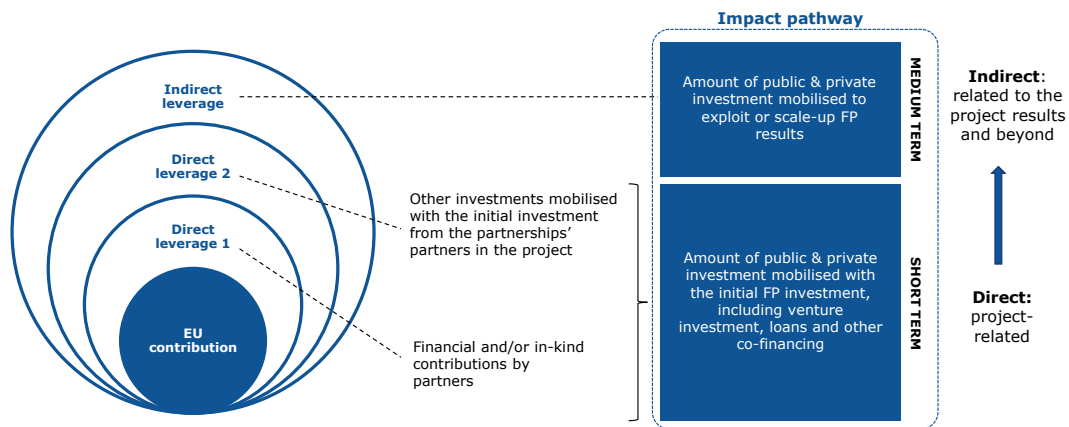 Impact pathway
Indirect
leverage
Direct
leverage 2
Direct
leverage 1
EU
contribution
Other investments mobilised
with the initial investment
from the partnerships’
partners in the project
Financial and/or in-kind
contributions by
partners
Amount of public & private
investment mobilised to
exploit or scale-up FP
results
MEDIUM TERM
Amount of public & private
investment mobilised with
the initial FP investment,
including venture
investment, loans and other
co-financing
SHORT TERM
Indirect:
related to the
project results
and beyond
Direct:
project-
related